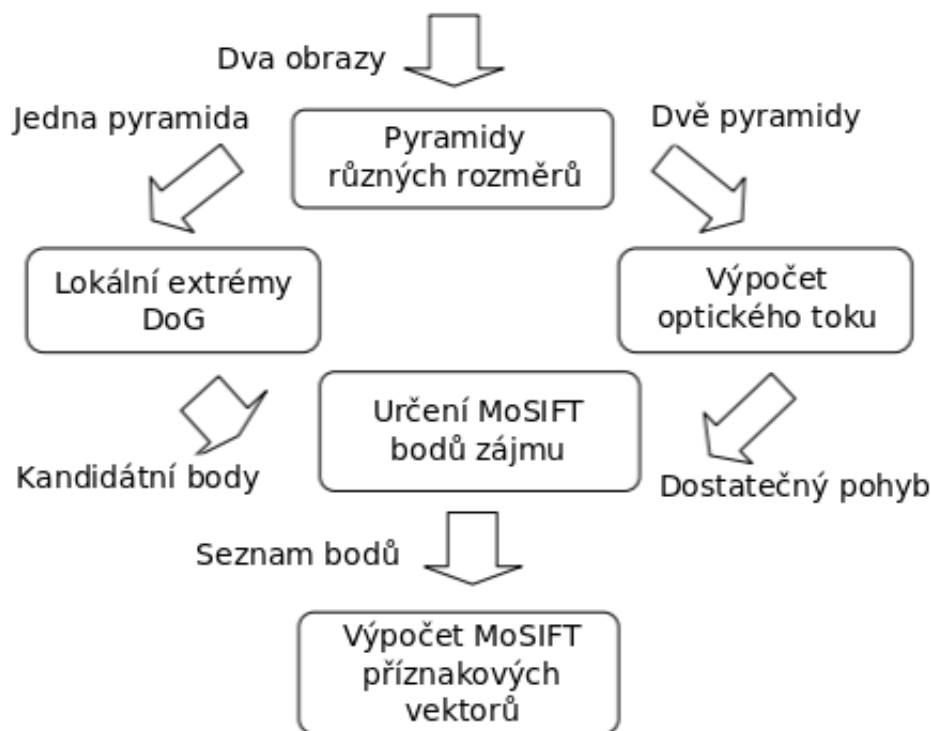 Dva obrazy
Jedna pyramida
Dvě pyramidy
Pyramidy
různých rozměrů
Lokální extrémy
DoG
Výpočet
optického toku
Určení MoSIFT
bodů zájmu
Kandidátní body
Dostatečný pohyb
Seznam bodů
Výpočet MoSIFT
příznakových
vektorů